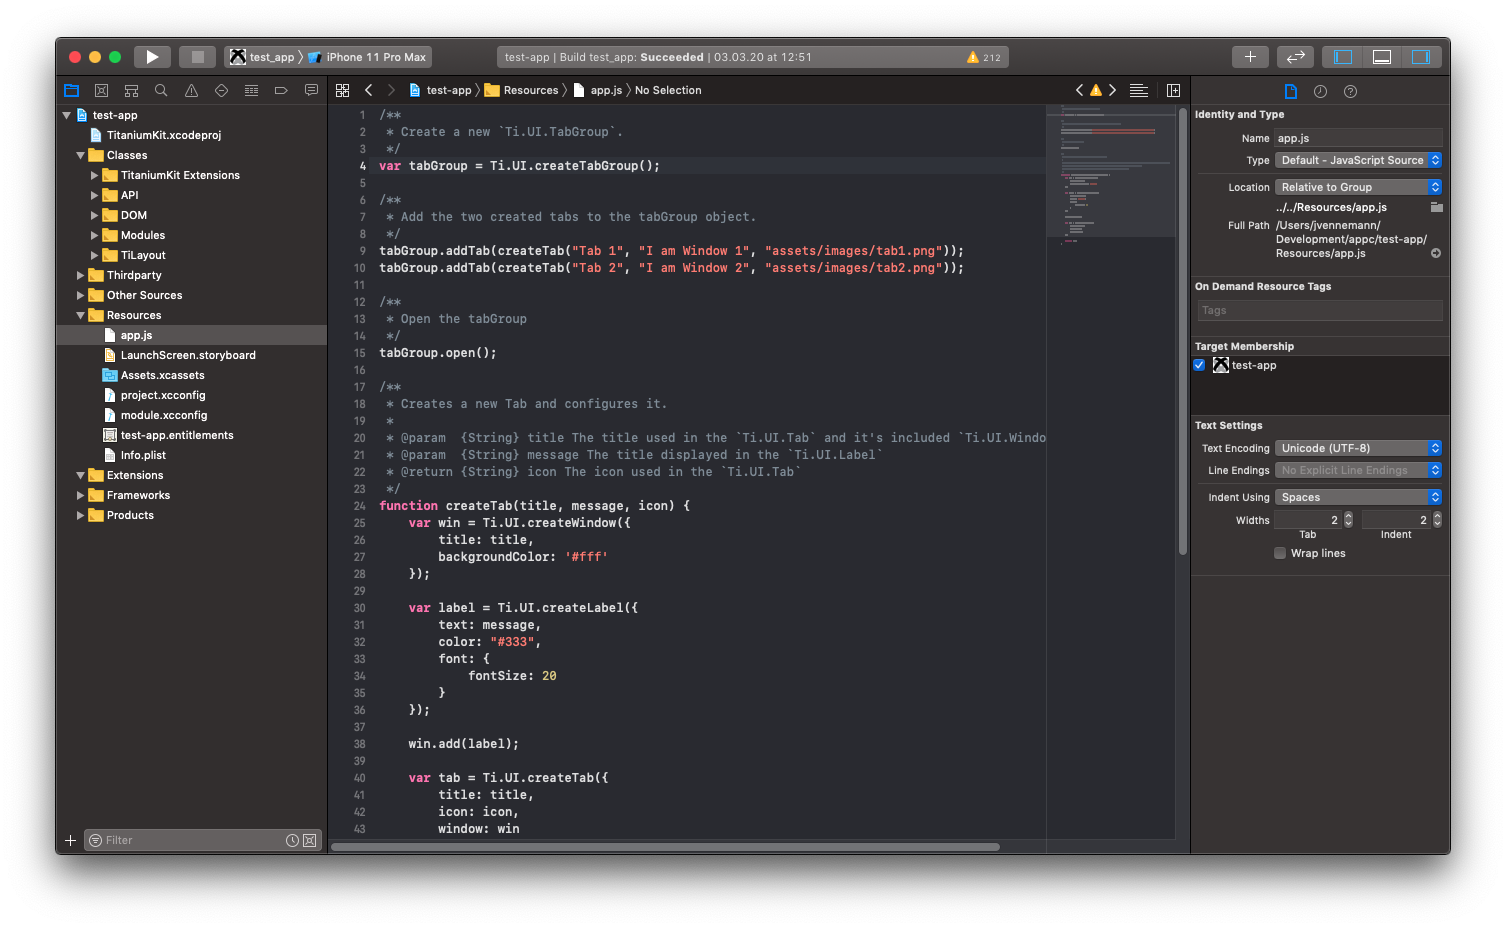 test_app 〉 iPhone 11 Pro Max
test-app | Build test_app: Succeeded | 03.03.20 at 12:51
212
test-app 〉 Resources 〉 app.js 〉 No Selection
test-app
TitaniumKit.xcodeproj
Classes
TitaniumKit Extensions
API
DOM
Modules
TiLayout
Thirdparty
Other Sources
Resources
app.js
LaunchScreen.storyboard
Assets.xcassets
project.xcconfig
module.xcconfig
test-app.entitlements
Info.plist
Extensions
Frameworks
Products
Filter
1 /**
2  * Create a new `Ti.UI.TabGroup`.
3  */
4 var tabGroup = Ti.UI.createTabGroup();
5
6 /**
7  * Add the two created tabs to the tabGroup object.
8  */
9 tabGroup.addTab(createTab("Tab 1", "I am Window 1", "assets/images/tab1.png"));
10 tabGroup.addTab(createTab("Tab 2", "I am Window 2", "assets/images/tab2.png"));
11
12 /**
13  * Open the tabGroup
14  */
15 tabGroup.open();
16
17 /**
18  * Creates a new Tab and configures it.
19  *
20  * @param  {String} title The title used in the `Ti.UI.Tab` and it's included `Ti.UI.Windo
21  * @param  {String} message The title displayed in the `Ti.UI.Label`
22  * @return {String} icon The icon used in the `Ti.UI.Tab`
23  */
24 function createTab(title, message, icon) {
25     var win = Ti.UI.createWindow({
26         title: title,
27         backgroundColor: '#fff'
28     });
29
30     var label = Ti.UI.createLabel({
31         text: message,
32         color: "#333",
33         font: {
34             fontSize: 20
35         }
36     });
37
38     win.add(label);
39
40     var tab = Ti.UI.createTab({
41         title: title,
42         icon: icon,
43         window: win
Identity and Type
Name app.js
Type Default - JavaScript Source
Location Relative to Group
../../Resources/app.js
Full Path /Users/jvennemann/
Development/appc/test-app/
Resources/app.js
On Demand Resource Tags
Tags
Target Membership
test-app
Text Settings
Text Encoding Unicode (UTF-8)
Line Endings No Explicit Line Endings
Indent Using Spaces
Widths 2 2
Tab Indent
Wrap lines